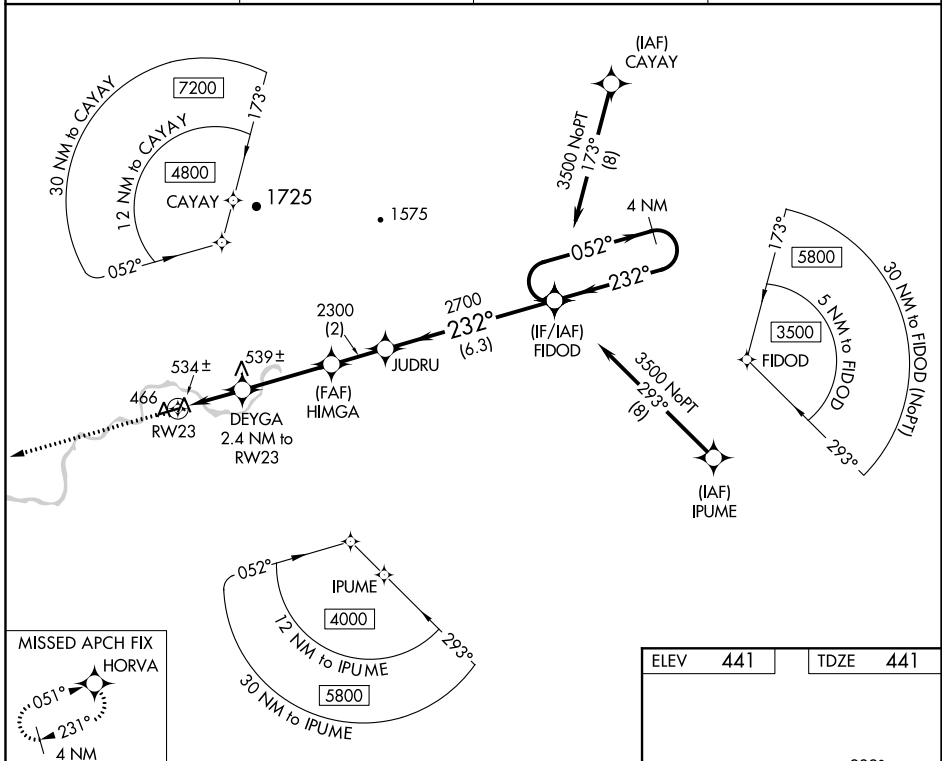 (IAF)
CAYAY
7200
30 NM to CAYAY
12 NM to CAYAY
173°
4800
CAYAY
1725
052°
3500 NoPT
173°
(8)
1575
4 NM
052°
232°
173°
5800
30 NM to FIDOD (NoPT)
5 NM to FIDOD
3500
FIDOD
293°
2300
(2)
2700
232°
(6.3)
(IF/IAF)
FIDOD
JUDRU
534±
539±
466
RW23
DEYGA
2.4 NM to
RW23
(FAF)
HIMGA
3500 NoPT
293°
(8)
(IAF)
IPUME
052°
IPUME
4000
12 NM to IPUME
293°
30 NM to IPUME
5800
MISSED APCH FIX
HORVA
051°
231°
4 NM
ELEV 441
TDZE 441